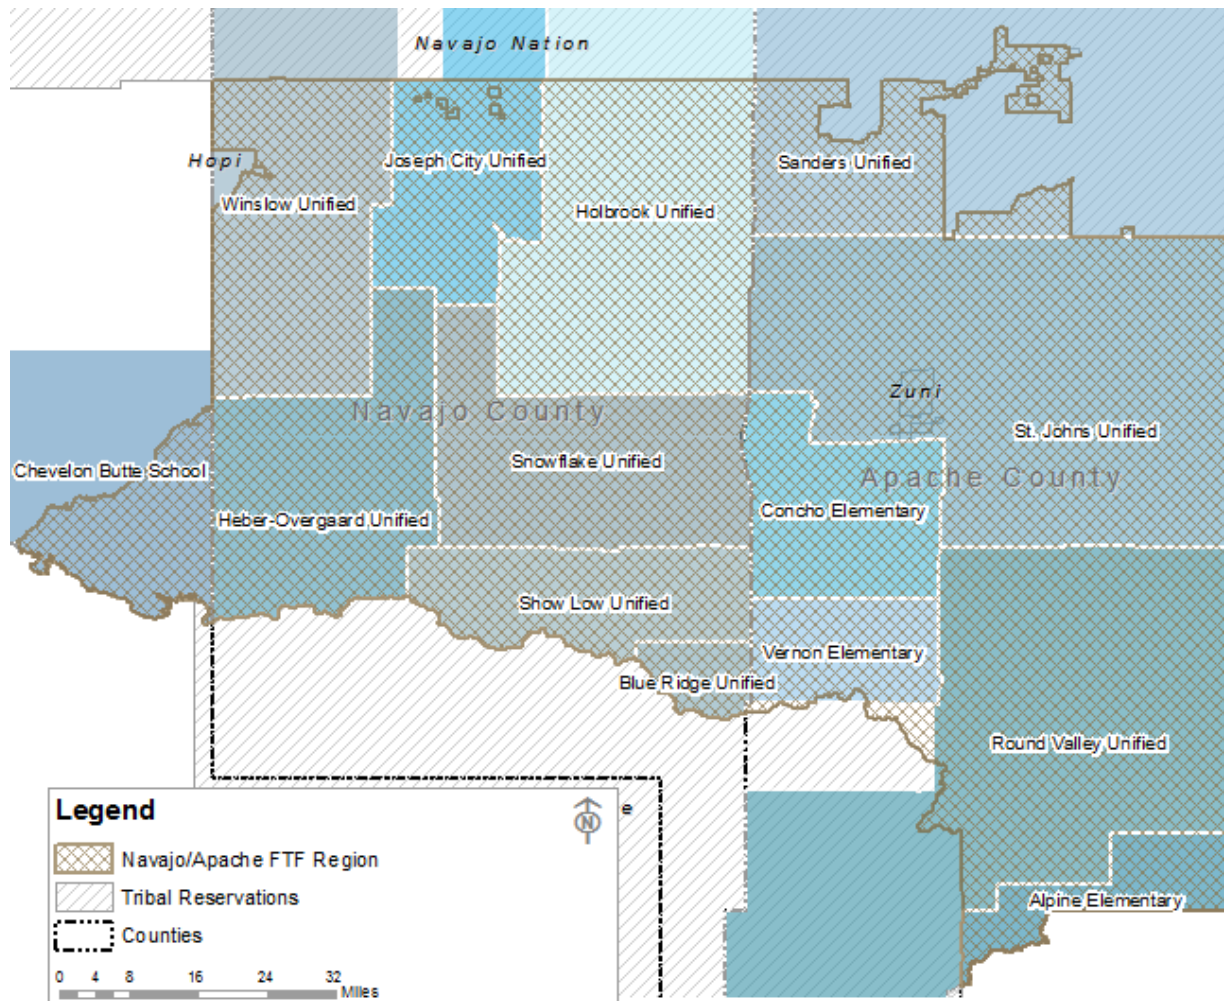 Navajo Nation
Hopi
Joseph City Unified
Sanders Unified
Winslow Unified
Holbrook Unified
Zuni
Navajo County
St. Johns Unified
Chevelon Butte School
Snowflake Unified
Apache County
Heber-Overgaard Unified
Concho Elementary
Show Low Unified
Vernon Elementary
Blue Ridge Unified
Round Valley Unified
Alpine Elementary
Legend
N
Navajo/Apache FTF Region
Tribal Reservations
Counties
0 4 8 16 24 32
Miles